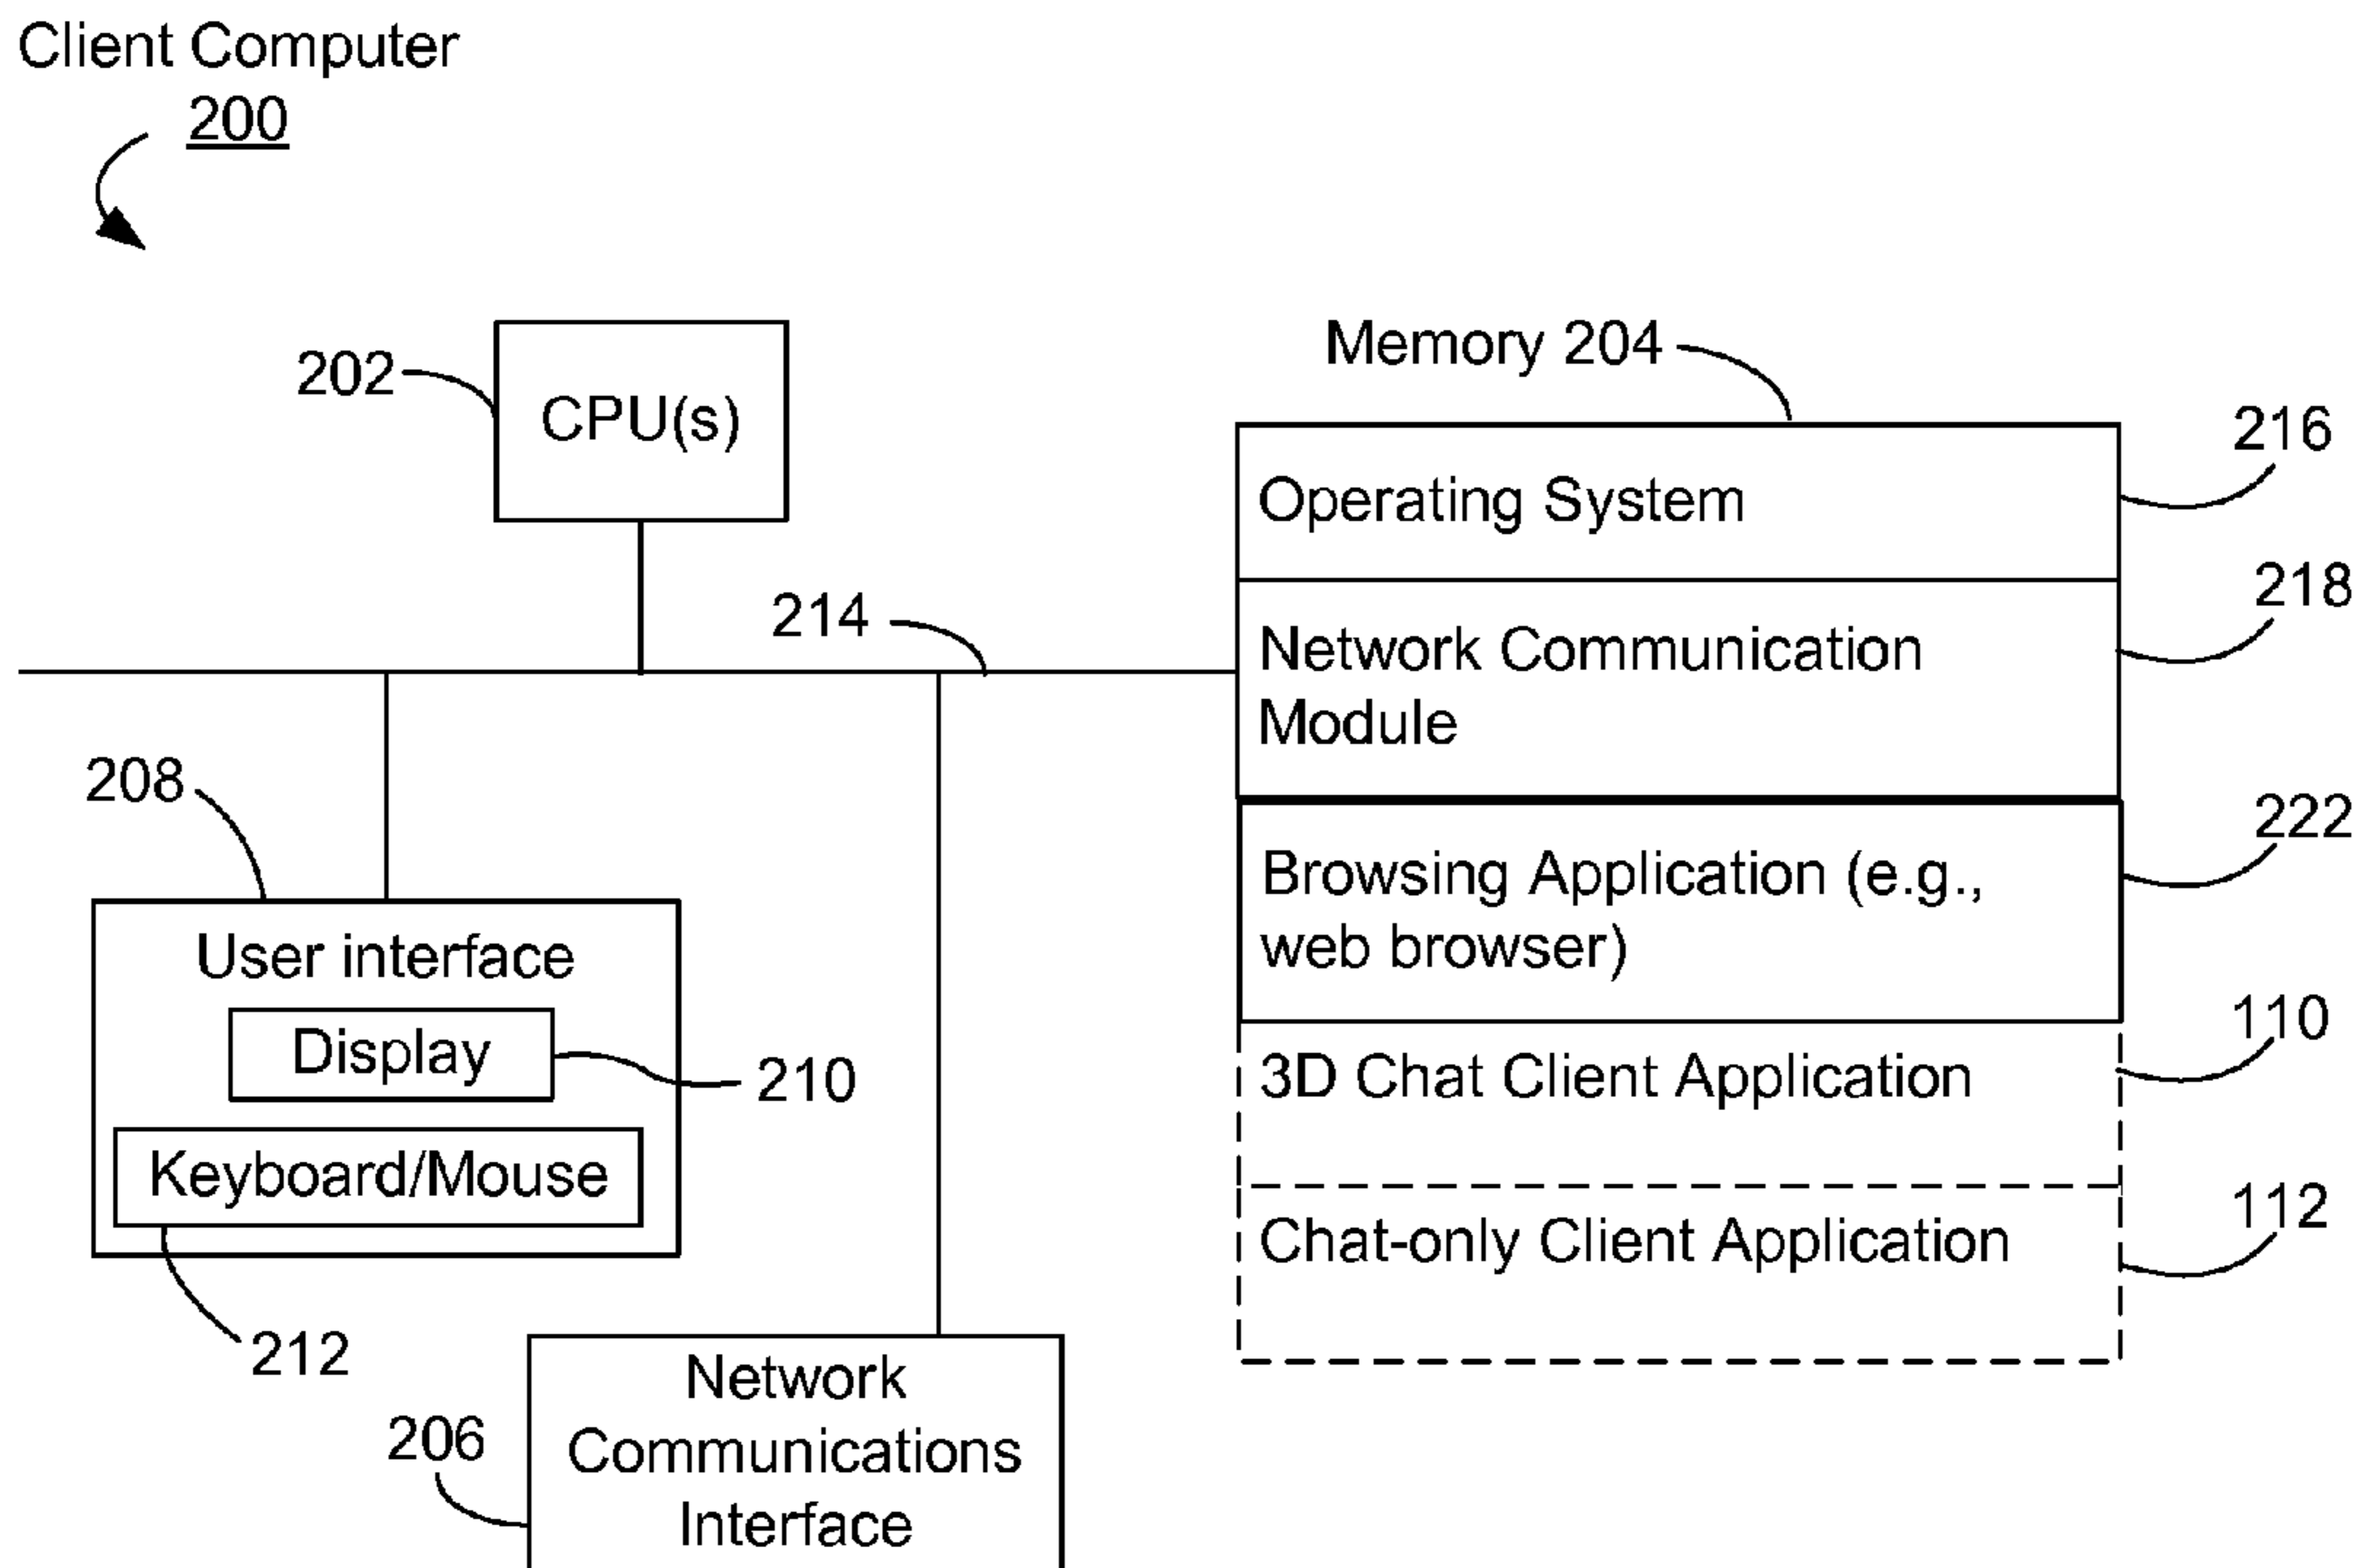 Client Computer
200
202
CPU(s)
Memory 204
Operating System
216
214
Network Communication
Module
218
208
User interface
Display
210
Keyboard/Mouse
212
Browsing Application (e.g.,
web browser)
222
3D Chat Client Application
110
Chat-only Client Application
112
206
Network
Communications
Interface